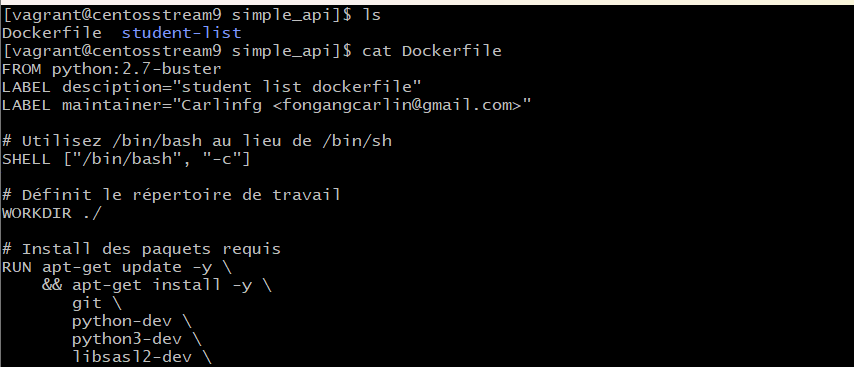 [vagrant@centosstream9 simple_api]$ ls
Dockerfile  student-list
[vagrant@centosstream9 simple_api]$ cat Dockerfile
FROM python:2.7-buster
LABEL desciption="student list dockerfile"
LABEL maintainer="Carlinfg <fongangcarlin@gmail.com>"
# Utilisez /bin/bash au lieu de /bin/sh
SHELL ["/bin/bash", "-c"]
# Définit le répertoire de travail
WORKDIR ./
# Install des paquets requis
RUN apt-get update -y \
    && apt-get install -y \
       git \
       python-dev \
       python3-dev \
       libsasl2-dev \